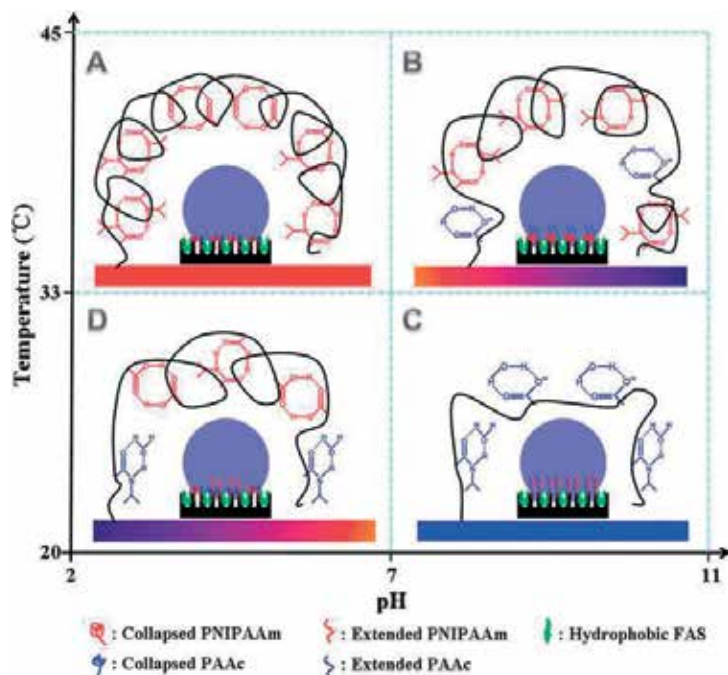 45
A
B
Temperature (℃)
33
D
C
20
2
7
11
pH
: Collapsed PNIPAAm
: Extended PNIPAAm
: Hydrophobic FAS
: Collapsed PAAc
: Extended PAAc